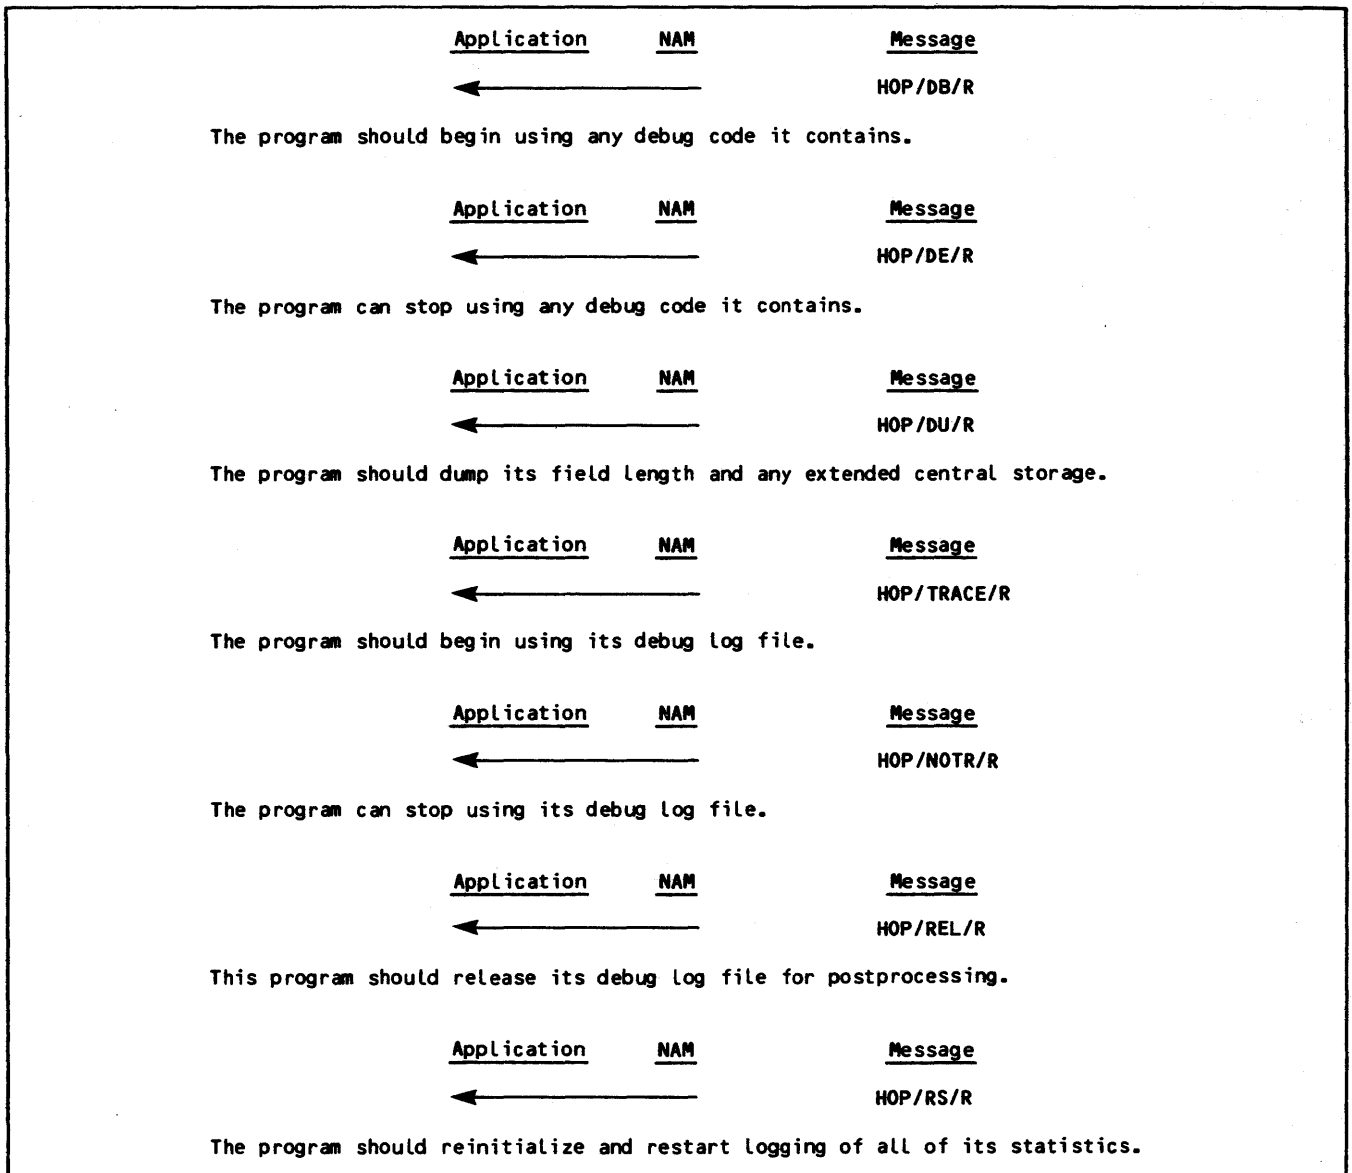 Application NAM Message
HOP/DB/R
The program should begin using any debug code it contains.
Application NAM Message
HOP/DE/R
The program can stop using any debug code it contains.
Application NAM Message
HOP/DU/R
The program should dump its field length and any extended central storage.
Application NAM Message
HOP/TRACE/R
The program should begin using its debug log file.
Application NAM Message
HOP/NOTR/R
The program can stop using its debug log file.
Application NAM Message
HOP/REL/R
This program should release its debug log file for postprocessing.
Application NAM Message
HOP/RS/R
The program should reinitialize and restart logging of all of its statistics.